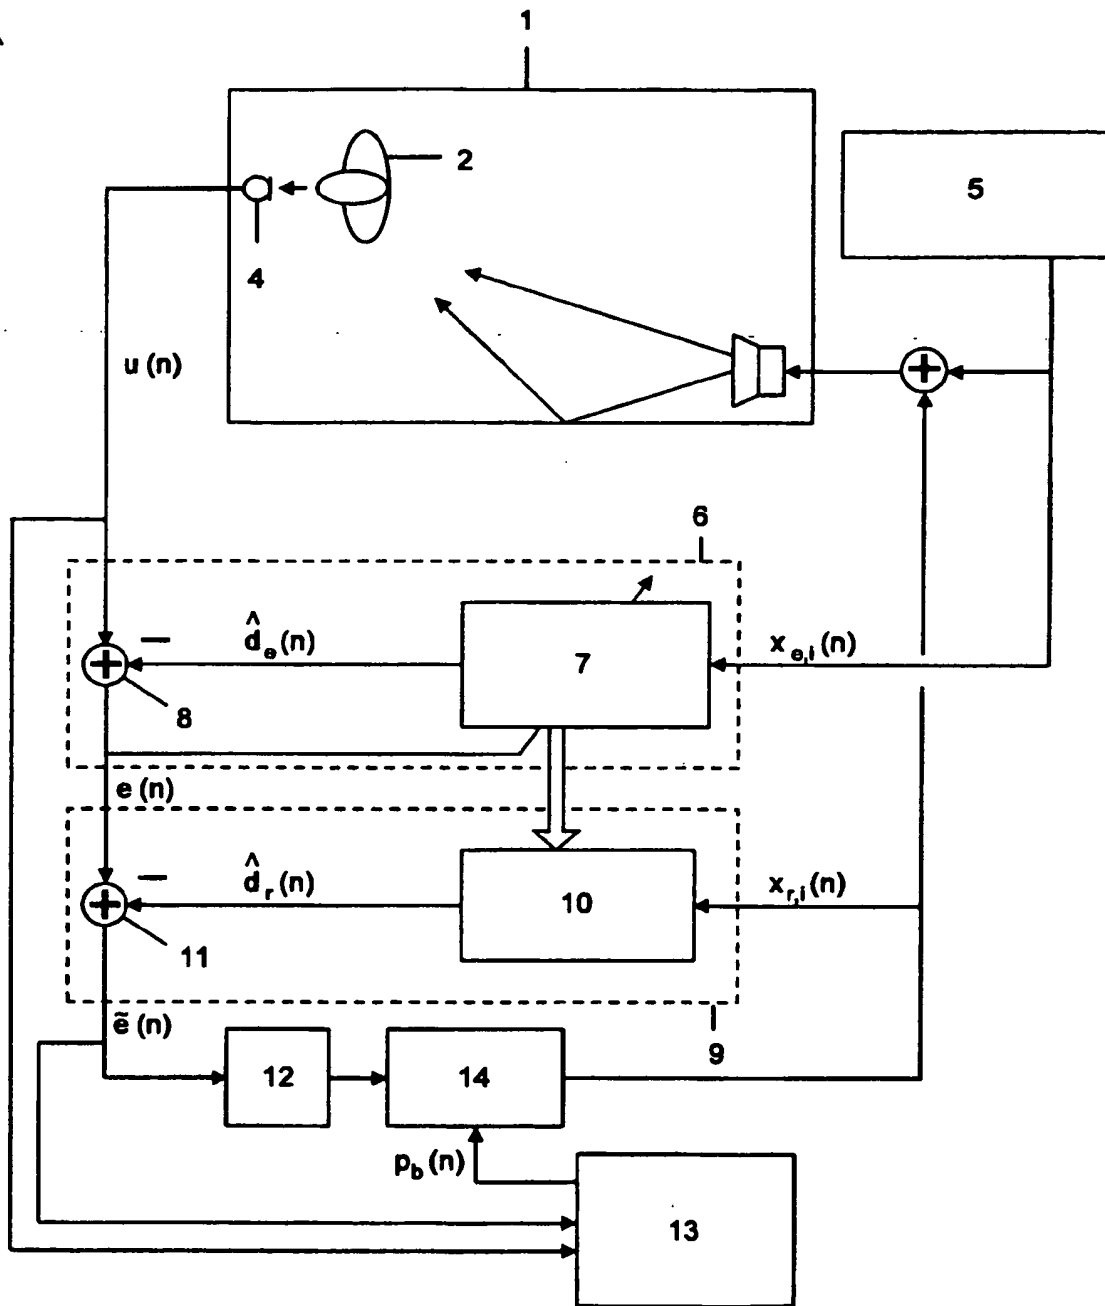 1
2
5
4
u (n)
6
d̂e (n)
7
xe,i (n)
8
e (n)
d̂r (n)
10
xr,i (n)
11
ẽ (n)
9
12
14
pb (n)
13